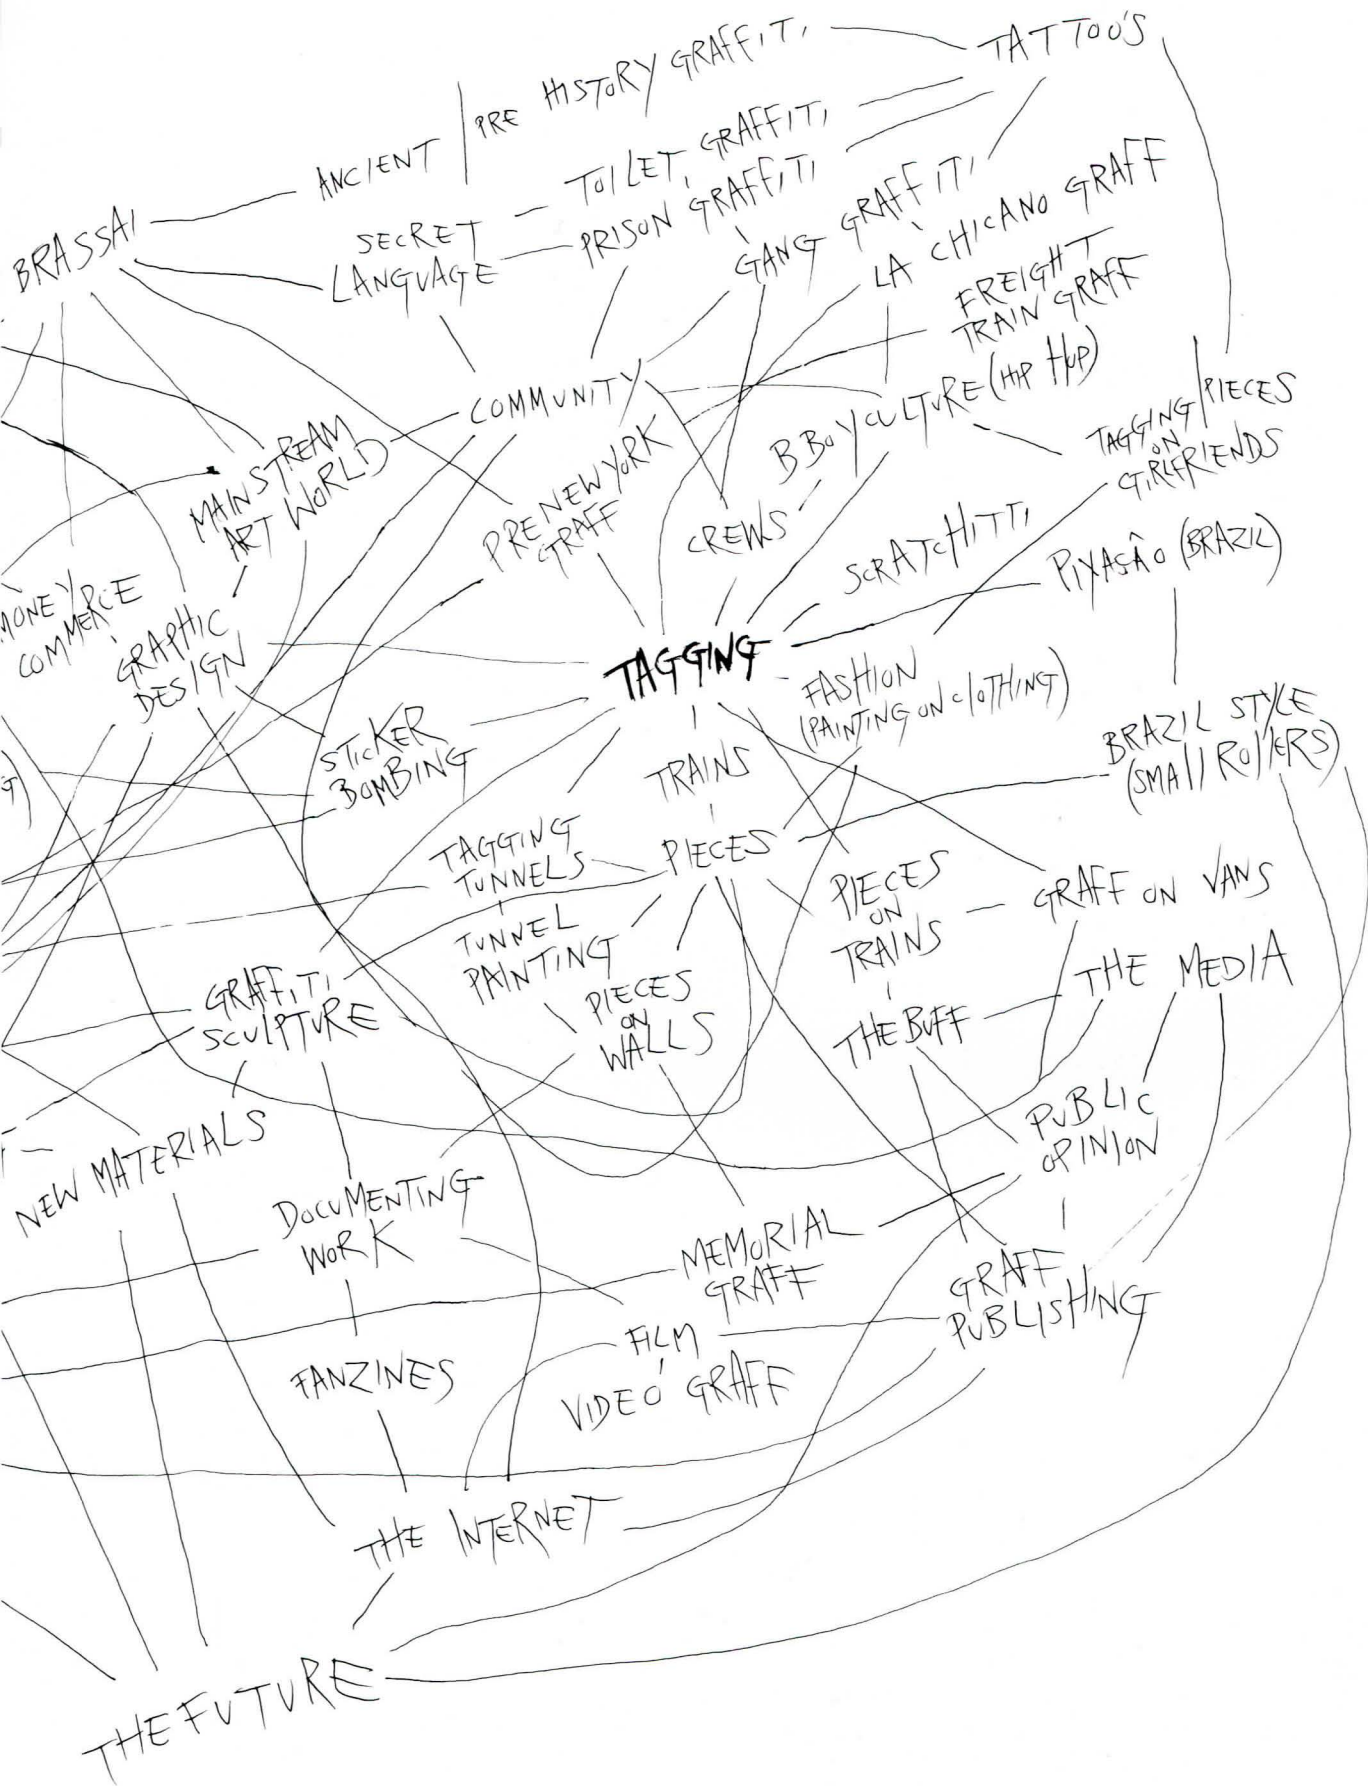 PRE HISTORY GRAFFITI
TATTOO'S
ANCIENT
TOILET GRAFFITI
PRISON GRAFFITI
BRASSAI
SECRET
LANGUAGE
GANG GRAFFITI
LA CHICANO GRAFF
FREIGHT
TRAIN GRAFF
COMMUNITY
B BOY CULTURE (HIP HOP)
TAGGING/PIECES
ON
GIRLFRIENDS
MAINSTREAM
ART WORLD
PRE NEW YORK
GRAFF
CREWS
SCRATCHITTI
PIXASÃO (BRAZIL)
MONEY
COMMERCE
GRAPHIC
DESIGN
TAGGING
FASHION
(PAINTING ON CLOTHING)
STICKER
BOMBING
TRAINS
BRAZIL STYLE
(SMALL ROLLERS)
G)
TAGGING
TUNNELS
PIECES
PIECES
ON
TRAINS
GRAFF ON VANS
TUNNEL
PAINTING
PIECES
ON
WALLS
THE MEDIA
GRAFFITI
SCULPTURE
THE BUFF
PUBLIC
OPINION
NEW MATERIALS
DOCUMENTING
WORK
MEMORIAL
GRAFF
GRAFF
PUBLISHING
FILM
VIDEO GRAFF
FANZINES
THE INTERNET
THE FUTURE